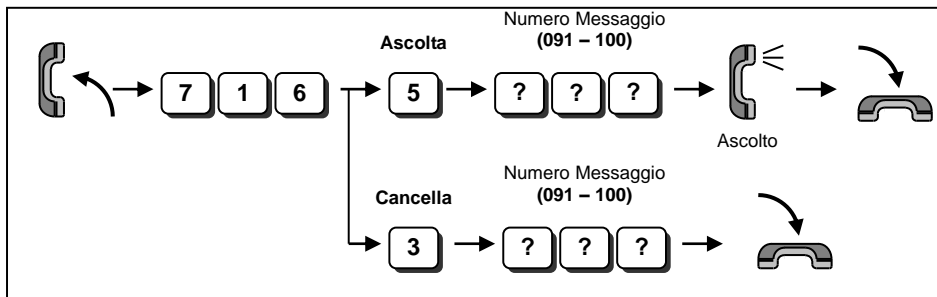 Numero Messaggio
Ascolta
(091 – 100)
7 1 6
5
? ? ?
Ascolto
Numero Messaggio
Cancella
(091 – 100)
3
? ? ?